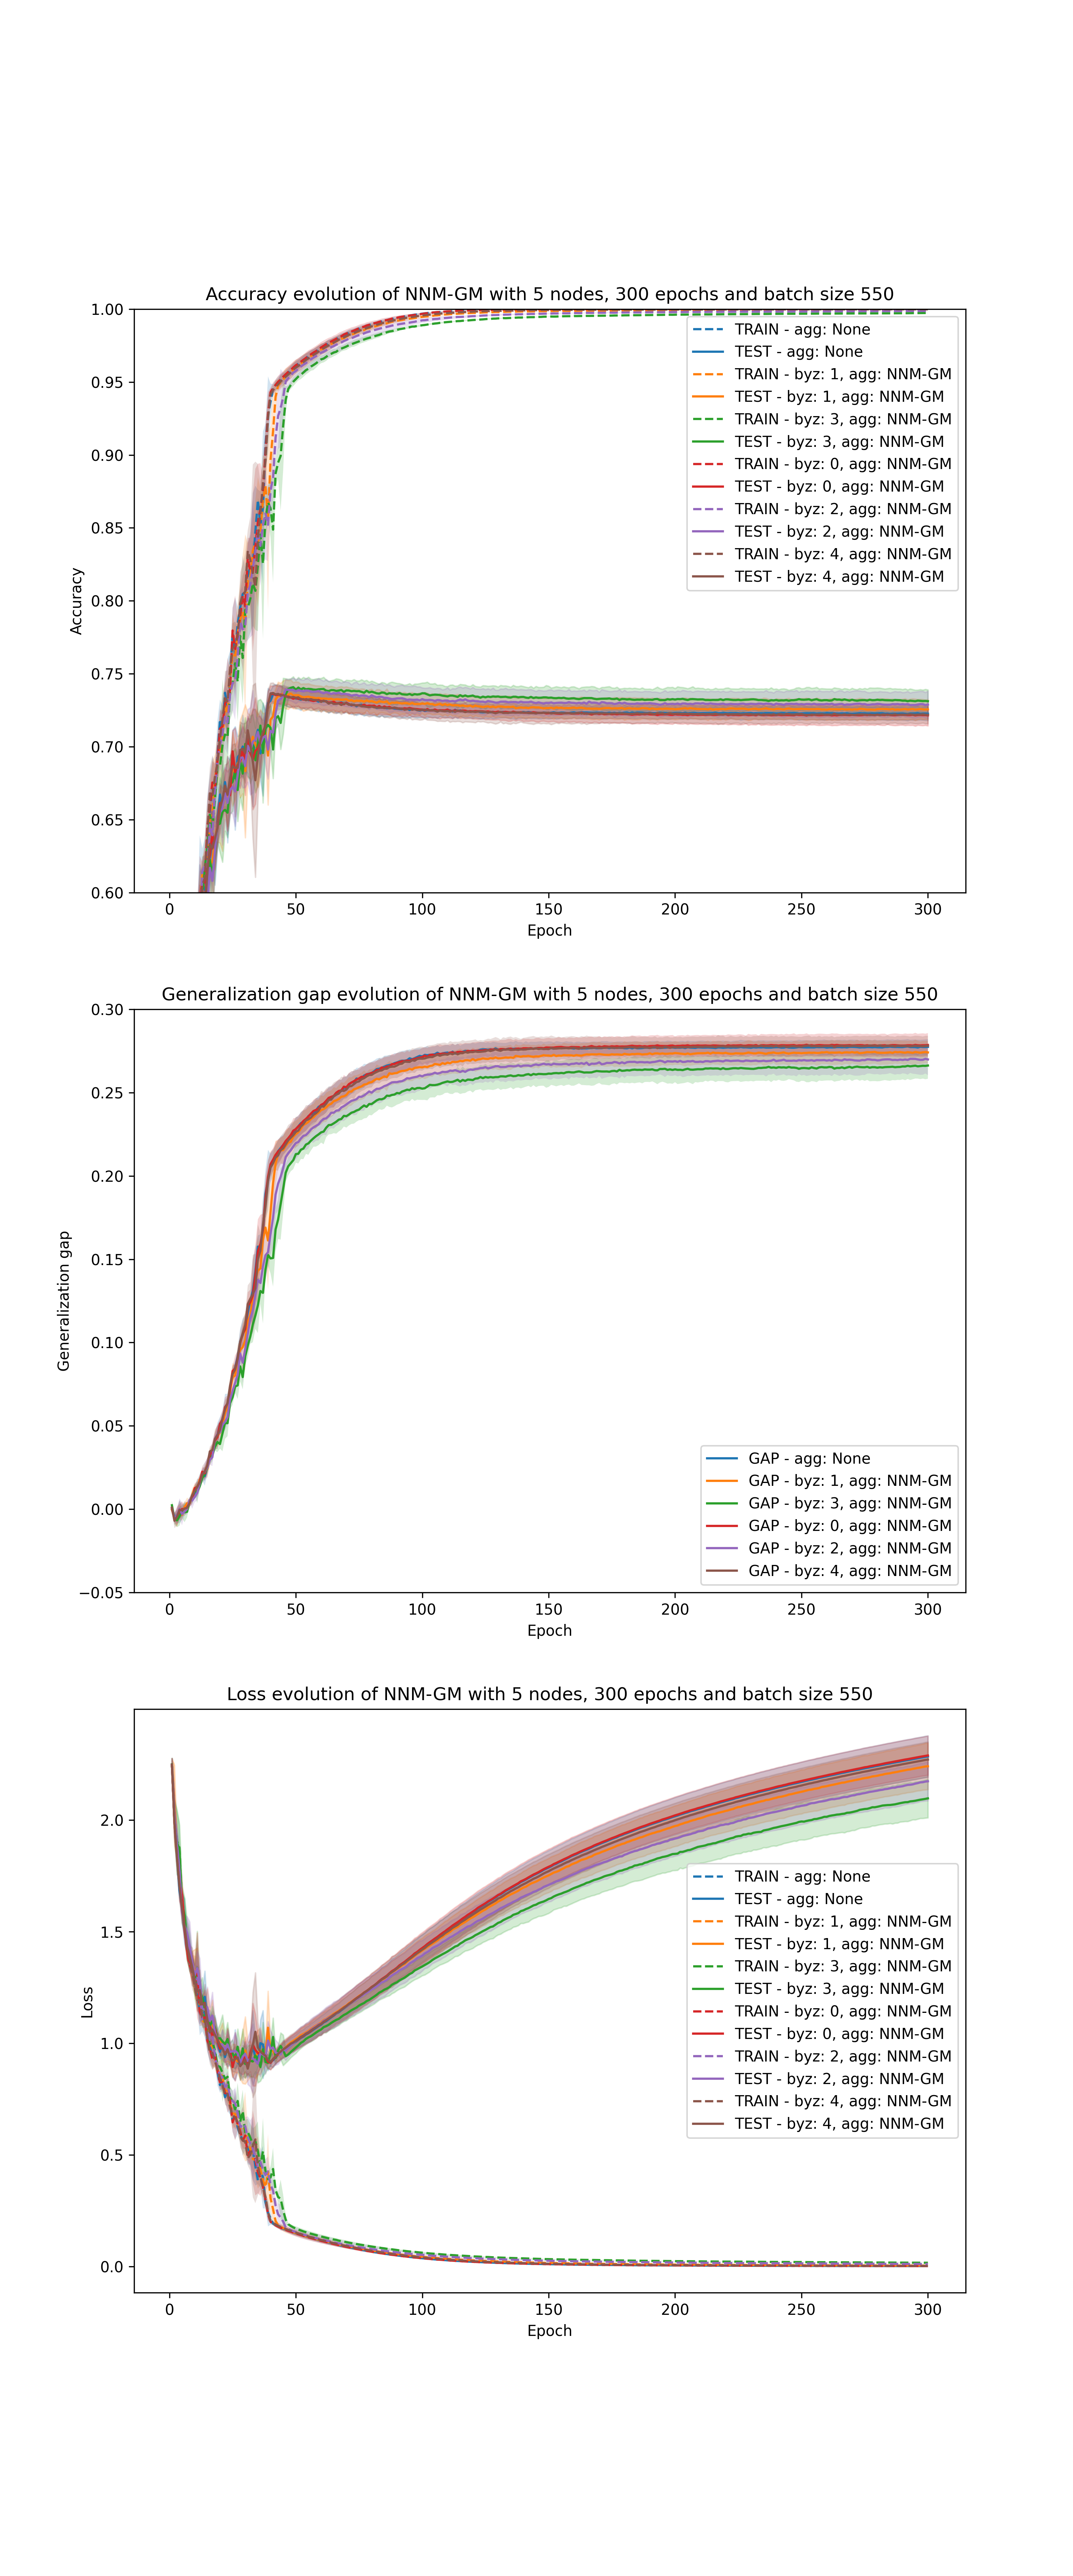 Accuracy evolution of NNM-GM with 5 nodes, 300 epochs and batch size 550
1.00
0.95
0.90
0.85
0.80
0.75
0.70
0.65
0.60
Accuracy
TRAIN - agg: None
TEST - agg: None
TRAIN - byz: 1, agg: NNM-GM
TEST - byz: 1, agg: NNM-GM
TRAIN - byz: 3, agg: NNM-GM
TEST - byz: 3, agg: NNM-GM
TRAIN - byz: 0, agg: NNM-GM
TEST - byz: 0, agg: NNM-GM
TRAIN - byz: 2, agg: NNM-GM
TEST - byz: 2, agg: NNM-GM
TRAIN - byz: 4, agg: NNM-GM
TEST - byz: 4, agg: NNM-GM
0 50 100 150 200 250 300
Epoch
Generalization gap evolution of NNM-GM with 5 nodes, 300 epochs and batch size 550
0.30
0.25
0.20
0.15
0.10
0.05
0.00
−0.05
Generalization gap
GAP - agg: None
GAP - byz: 1, agg: NNM-GM
GAP - byz: 3, agg: NNM-GM
GAP - byz: 0, agg: NNM-GM
GAP - byz: 2, agg: NNM-GM
GAP - byz: 4, agg: NNM-GM
0 50 100 150 200 250 300
Epoch
Loss evolution of NNM-GM with 5 nodes, 300 epochs and batch size 550
2.0
1.5
1.0
0.5
0.0
Loss
TRAIN - agg: None
TEST - agg: None
TRAIN - byz: 1, agg: NNM-GM
TEST - byz: 1, agg: NNM-GM
TRAIN - byz: 3, agg: NNM-GM
TEST - byz: 3, agg: NNM-GM
TRAIN - byz: 0, agg: NNM-GM
TEST - byz: 0, agg: NNM-GM
TRAIN - byz: 2, agg: NNM-GM
TEST - byz: 2, agg: NNM-GM
TRAIN - byz: 4, agg: NNM-GM
TEST - byz: 4, agg: NNM-GM
0 50 100 150 200 250 300
Epoch